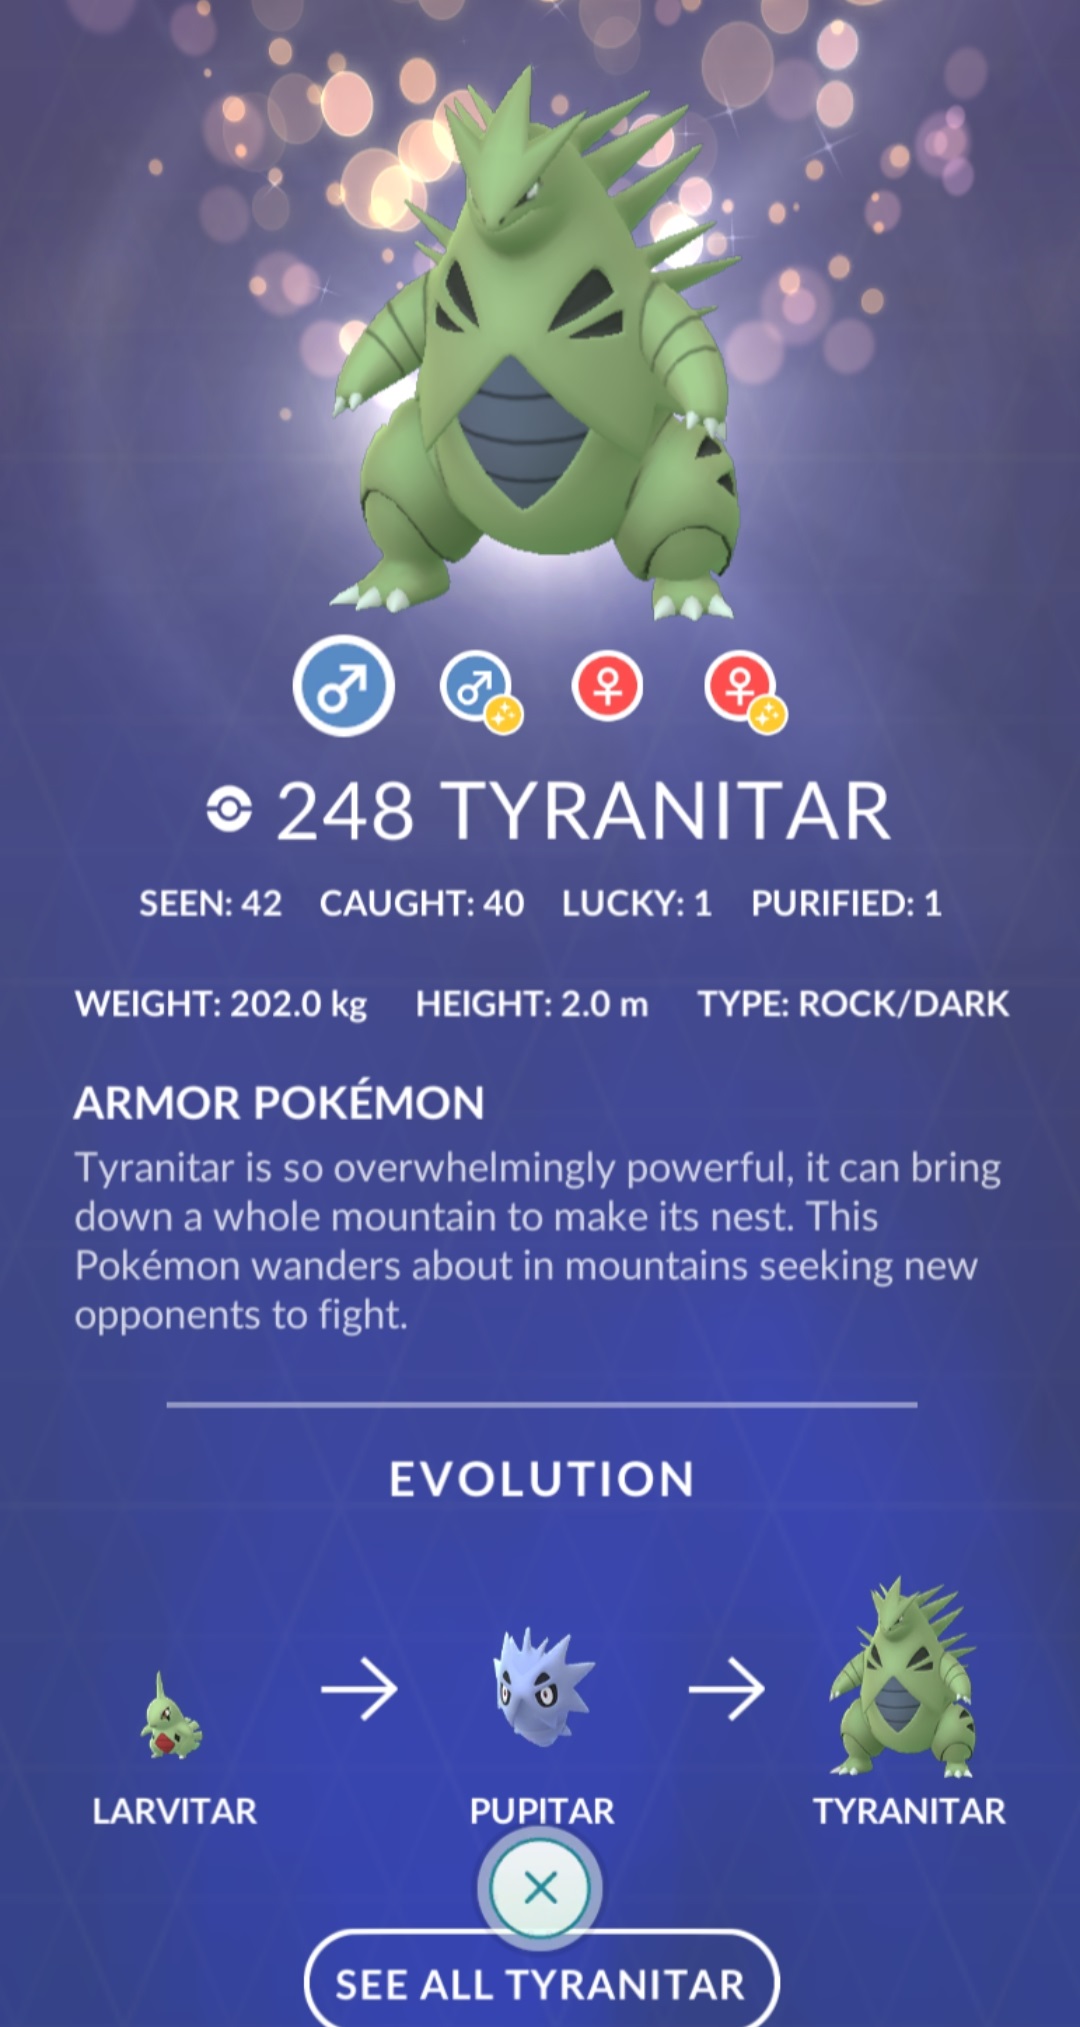 248 TYRANITAR
SEEN: 42 CAUGHT: 40 LUCKY: 1 PURIFIED: 1
WEIGHT: 202.0 kg HEIGHT: 2.0 m TYPE: ROCK/DARK
ARMOR POKÉMON
Tyranitar is so overwhelmingly powerful, it can bring
down a whole mountain to make its nest. This
Pokémon wanders about in mountains seeking new
opponents to fight.
EVOLUTION
LARVITAR PUPITAR TYRANITAR
SEE ALL TYRANITAR